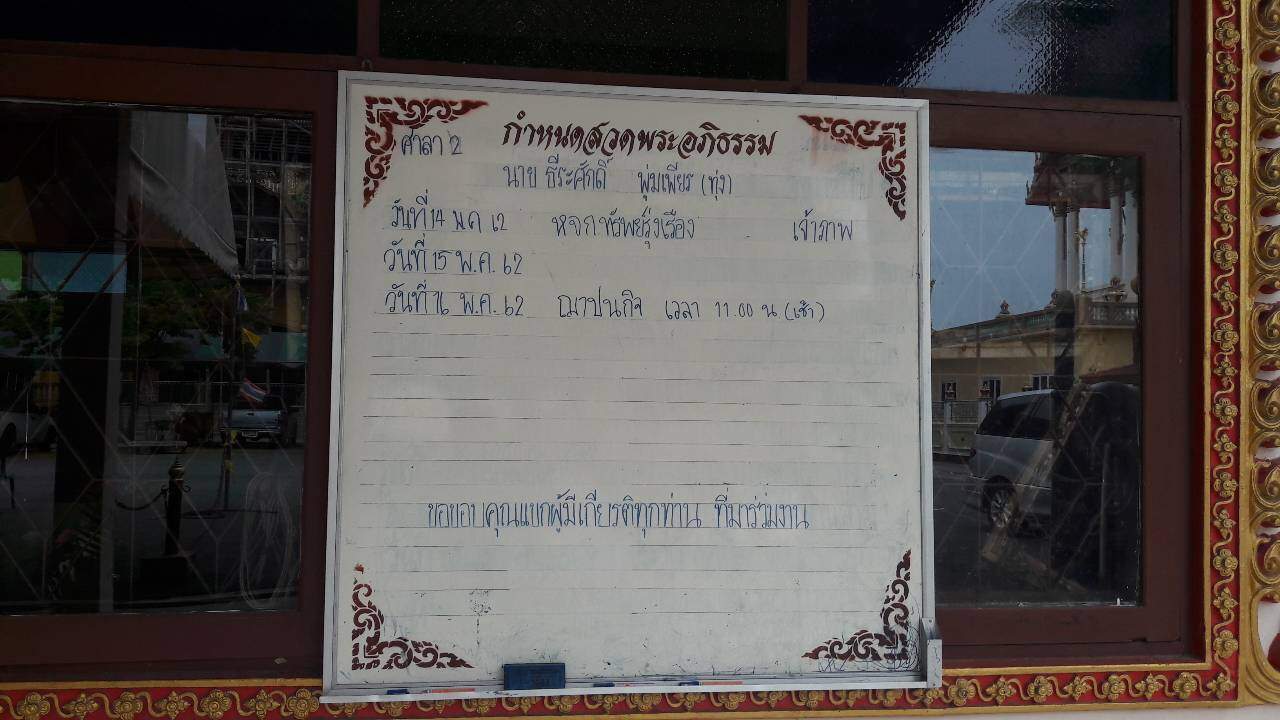 กำหนดสวดพระอภิธรรม
ศาลา 2
นาย ธีระศักดิ์ พุ่มเพียร (ทุ่ง)
วันที่ 14 พค 62 หจก ทรัพย์รุ่งเรือง เจ้าภาพ
วันที่ 15 พ.ค. 62
วันที่ 16 พ.ค. 62 ฌาปนกิจ เวลา 11.00 น (เช้า)
ขอขอบคุณแขกผู้มีเกียรติทุกท่าน ที่มาร่วมงาน